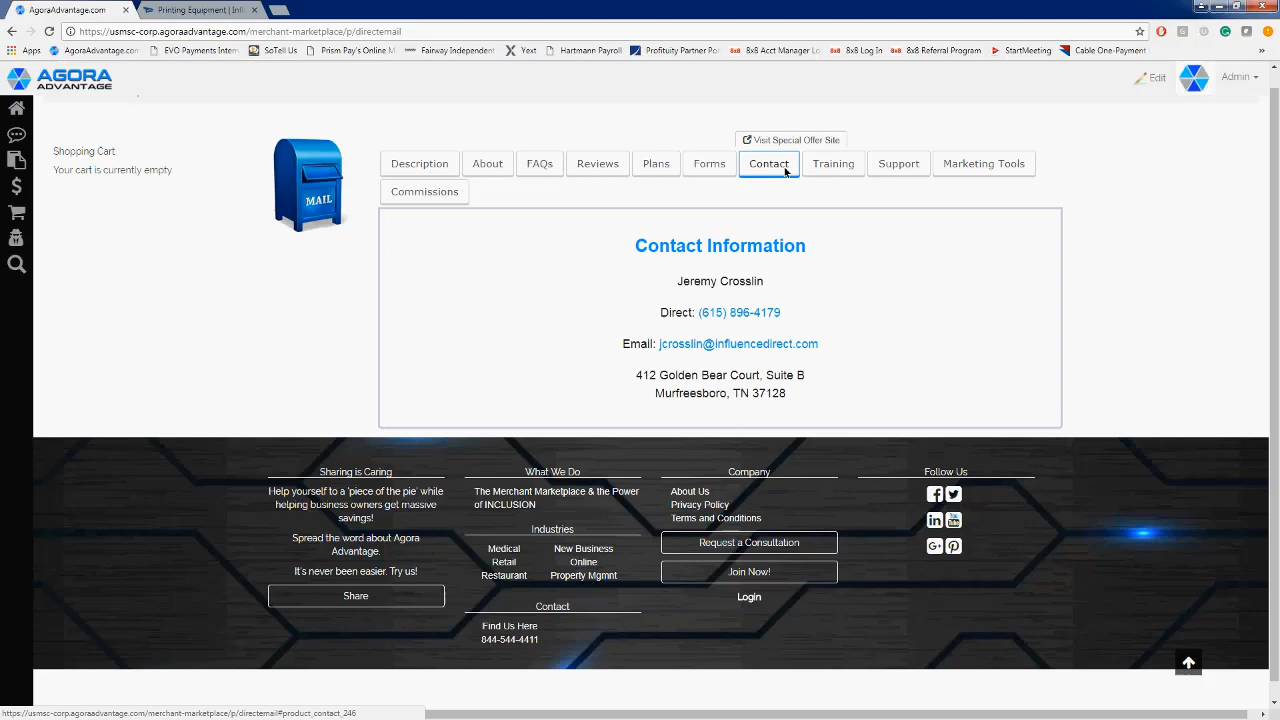 AgoraAdvantage.com
Printing Equipment | Infl
https://usmsc-corp.agoraadvantage.com/merchant-marketplace/p/directemail
Apps
AgoraAdvantage.com
EVO Payments Intern
SoTellUs
Prism Pay's Online M
Fairway Independen
Yext
Hartmann Payroll
Profituity Partner
8x8 8x8 Acct Manager Lo
8x8 8x8 Log In
8x8 8x8 Referral Program
StartMeeting
Cable One-Payment
AGORA
ADVANTAGE
Edit
Admin
Shopping Cart
Your cart is currently empty.
MAIL
Visit Special Offer Site
Description
About
FAQs
Reviews
Plans
Forms
Contact
Training
Support
Marketing Tools
Commissions
Contact Information
Jeremy Crosslin
Direct: (615) 896-4179
Email: jcrosslin@influencedirect.com
412 Golden Bear Court, Suite B
Murfreesboro, TN 37128
Sharing is Caring
Help yourself to a 'piece of the pie' while
helping business owners get massive
savings!
Spread the word about Agora
Advantage.
It's never been easier. Try us!
Share
What We Do
The Merchant Marketplace & the Power
of INCLUSION
Industries
Medical
New Business
Retail
Online
Restaurant
Property Mgmnt
Contact
Find Us Here
844-544-4411
Company
About Us
Privacy Policy
Terms and Conditions
Request a Consultation
Join Now!
Login
Follow Us
https://usmsc-corp.agoraadvantage.com/merchant-marketplace/p/directemail#product_contact_246